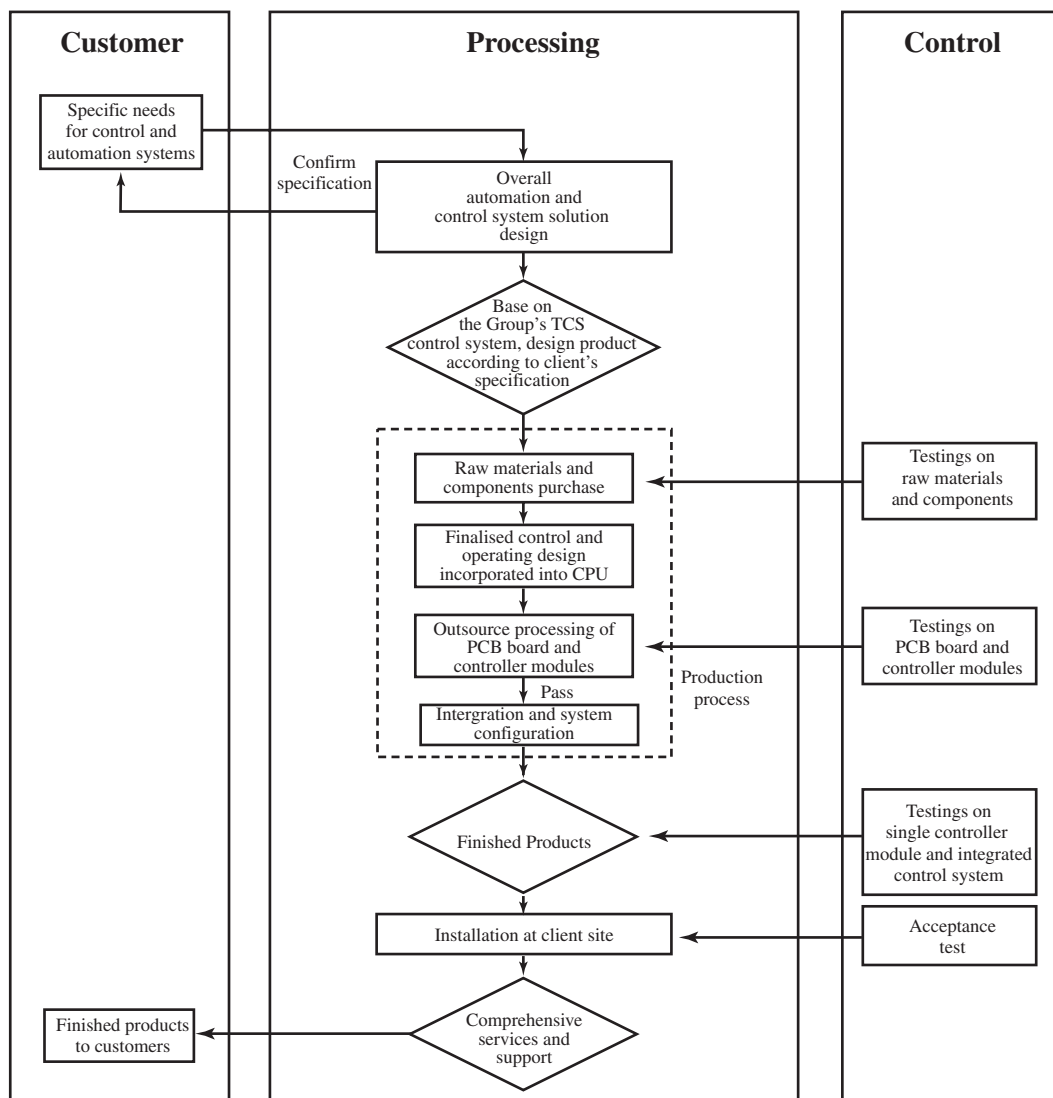 Customer
Processing
Control
Specific needs
for control and
automation systems
Confirm
specification
Overall
automation and
control system solution
design
Base on
the Group's TCS
control system, design product
according to client's
specification
Raw materials and
components purchase
Testings on
raw materials
and components
Finalised control and
operating design
incorporated into CPU
Outsource processing of
PCB board and
controller modules
Testings on
PCB board and
controller modules
Production
process
Pass
Intergration and system
configuration
Finished Products
Testings on
single controller
module and integrated
control system
Installation at client site
Acceptance
test
Comprehensive
services and
support
Finished products
to customers